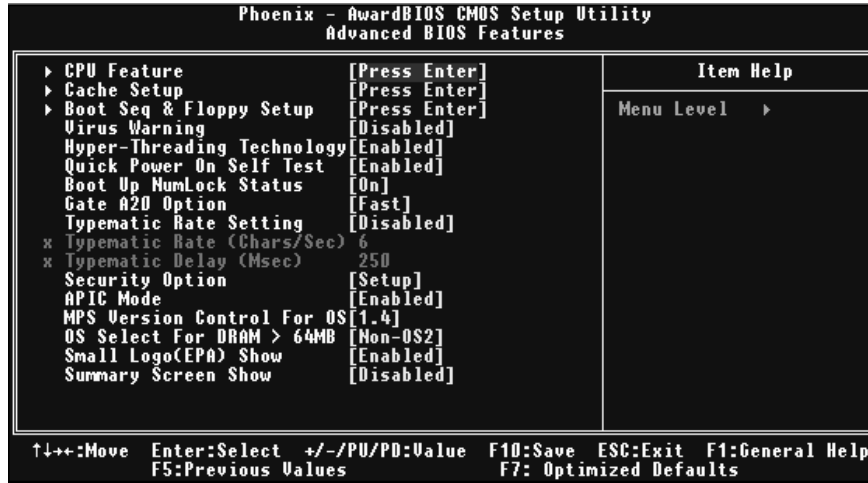 Phoenix - AwardBIOS CMOS Setup Utility
Advanced BIOS Features
▸ CPU Feature [Press Enter]
▸ Cache Setup [Press Enter]
▸ Boot Seq & Floppy Setup [Press Enter]
Virus Warning [Disabled]
Hyper-Threading Technology[Enabled]
Quick Power On Self Test [Enabled]
Boot Up NumLock Status [On]
Gate A20 Option [Fast]
Typematic Rate Setting [Disabled]
x Typematic Rate (Chars/Sec) 6
x Typematic Delay (Msec) 250
Security Option [Setup]
APIC Mode [Enabled]
MPS Version Control For OS[1.4]
OS Select For DRAM > 64MB [Non-OS2]
Small Logo(EPA) Show [Enabled]
Summary Screen Show [Disabled]
Item Help
Menu Level ▸
↑↓→←:Move Enter:Select +/-/PU/PD:Value F10:Save ESC:Exit F1:General Help
F5:Previous Values F7: Optimized Defaults